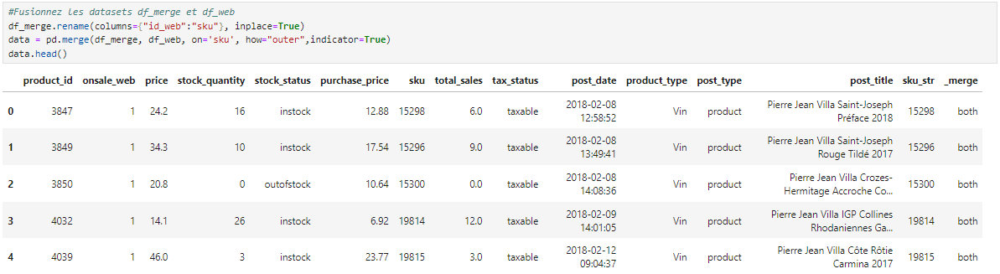 #Fusionnez les datasets df_merge et df_web
df_merge.rename(columns={"id_web":"sku"}, inplace=True)
data = pd.merge(df_merge, df_web, on='sku', how="outer",indicator=True)
data.head()
product_id onsale_web price stock_quantity stock_status purchase_price sku total_sales tax_status post_date product_type post_type post_title sku_str _merge
0 3847 1 24.2 16 instock 12.88 15298 6.0 taxable 2018-02-08 12:58:52 Vin product Pierre Jean Villa Saint-Joseph Préface 2018 15298 both
1 3849 1 34.3 10 instock 17.54 15296 9.0 taxable 2018-02-08 13:49:41 Vin product Pierre Jean Villa Saint-Joseph Rouge Tildé 2017 15296 both
2 3850 1 20.8 0 outofstock 10.64 15300 0.0 taxable 2018-02-08 14:08:36 Vin product Pierre Jean Villa Crozes-Hermitage Accroche Co... 15300 both
3 4032 1 14.1 26 instock 6.92 19814 12.0 taxable 2018-02-09 14:01:05 Vin product Pierre Jean Villa IGP Collines Rhodaniennes Ga... 19814 both
4 4039 1 46.0 3 instock 23.77 19815 3.0 taxable 2018-02-12 09:04:37 Vin product Pierre Jean Villa Côte Rôtie Carmina 2017 19815 both